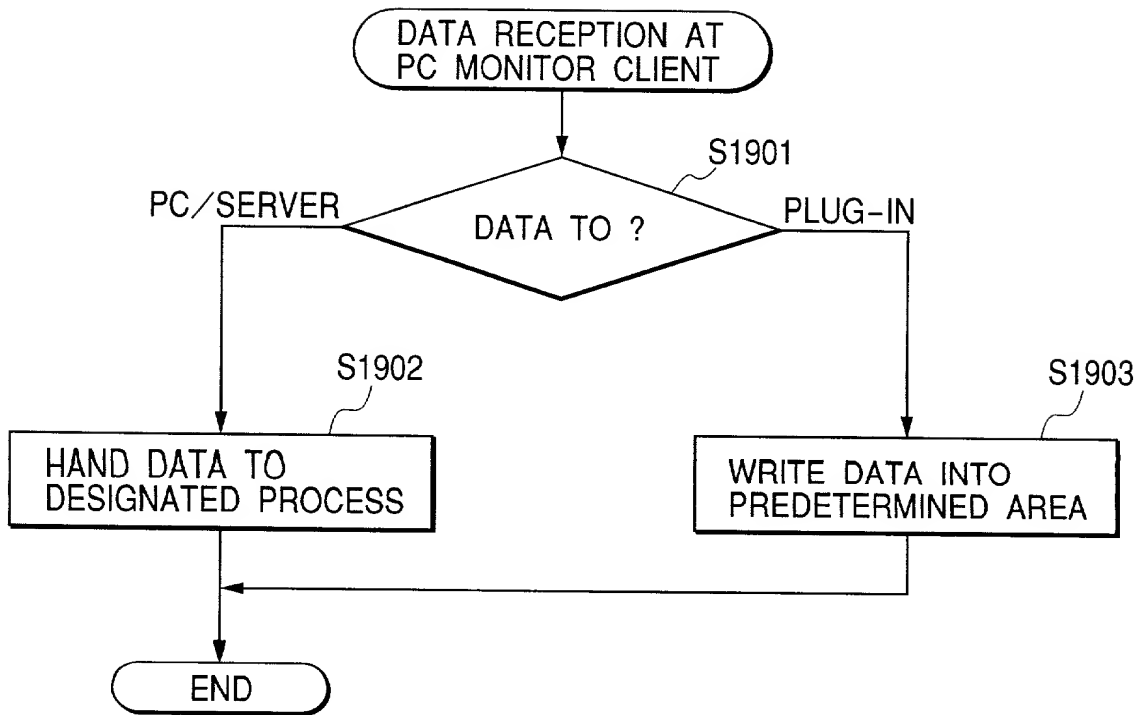 DATA RECEPTION AT
PC MONITOR CLIENT
S1901
PC/SERVER
DATA TO ?
PLUG-IN
S1902
S1903
HAND DATA TO
DESIGNATED PROCESS
WRITE DATA INTO
PREDETERMINED AREA
END